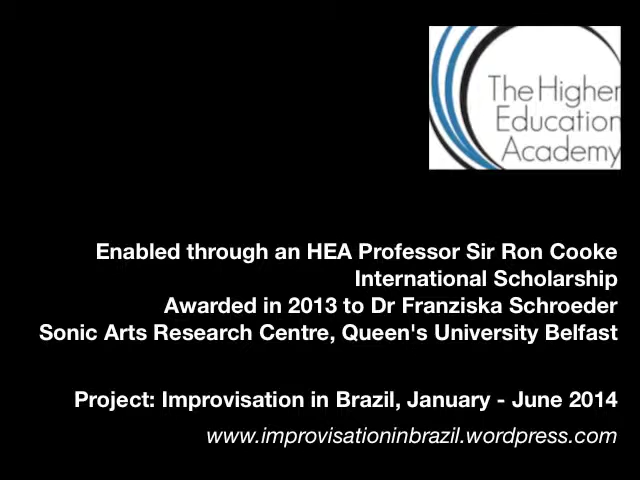 The Higher
Education
Academy
Enabled through an HEA Professor Sir Ron Cooke
International Scholarship
Awarded in 2013 to Dr Franziska Schroeder
Sonic Arts Research Centre, Queen's University Belfast
Project: Improvisation in Brazil, January - June 2014
www.improvisationinbrazil.wordpress.com